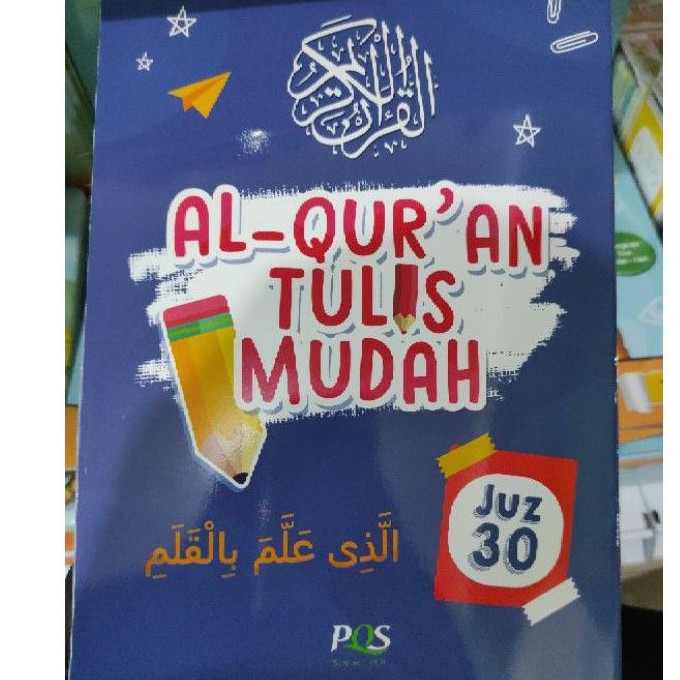 القرآن الكريم
AL-QUR'AN
TULIS
MUDAH
Juz
30
الَّذِى عَلَّمَ بِالْقَلَمِ
PQS